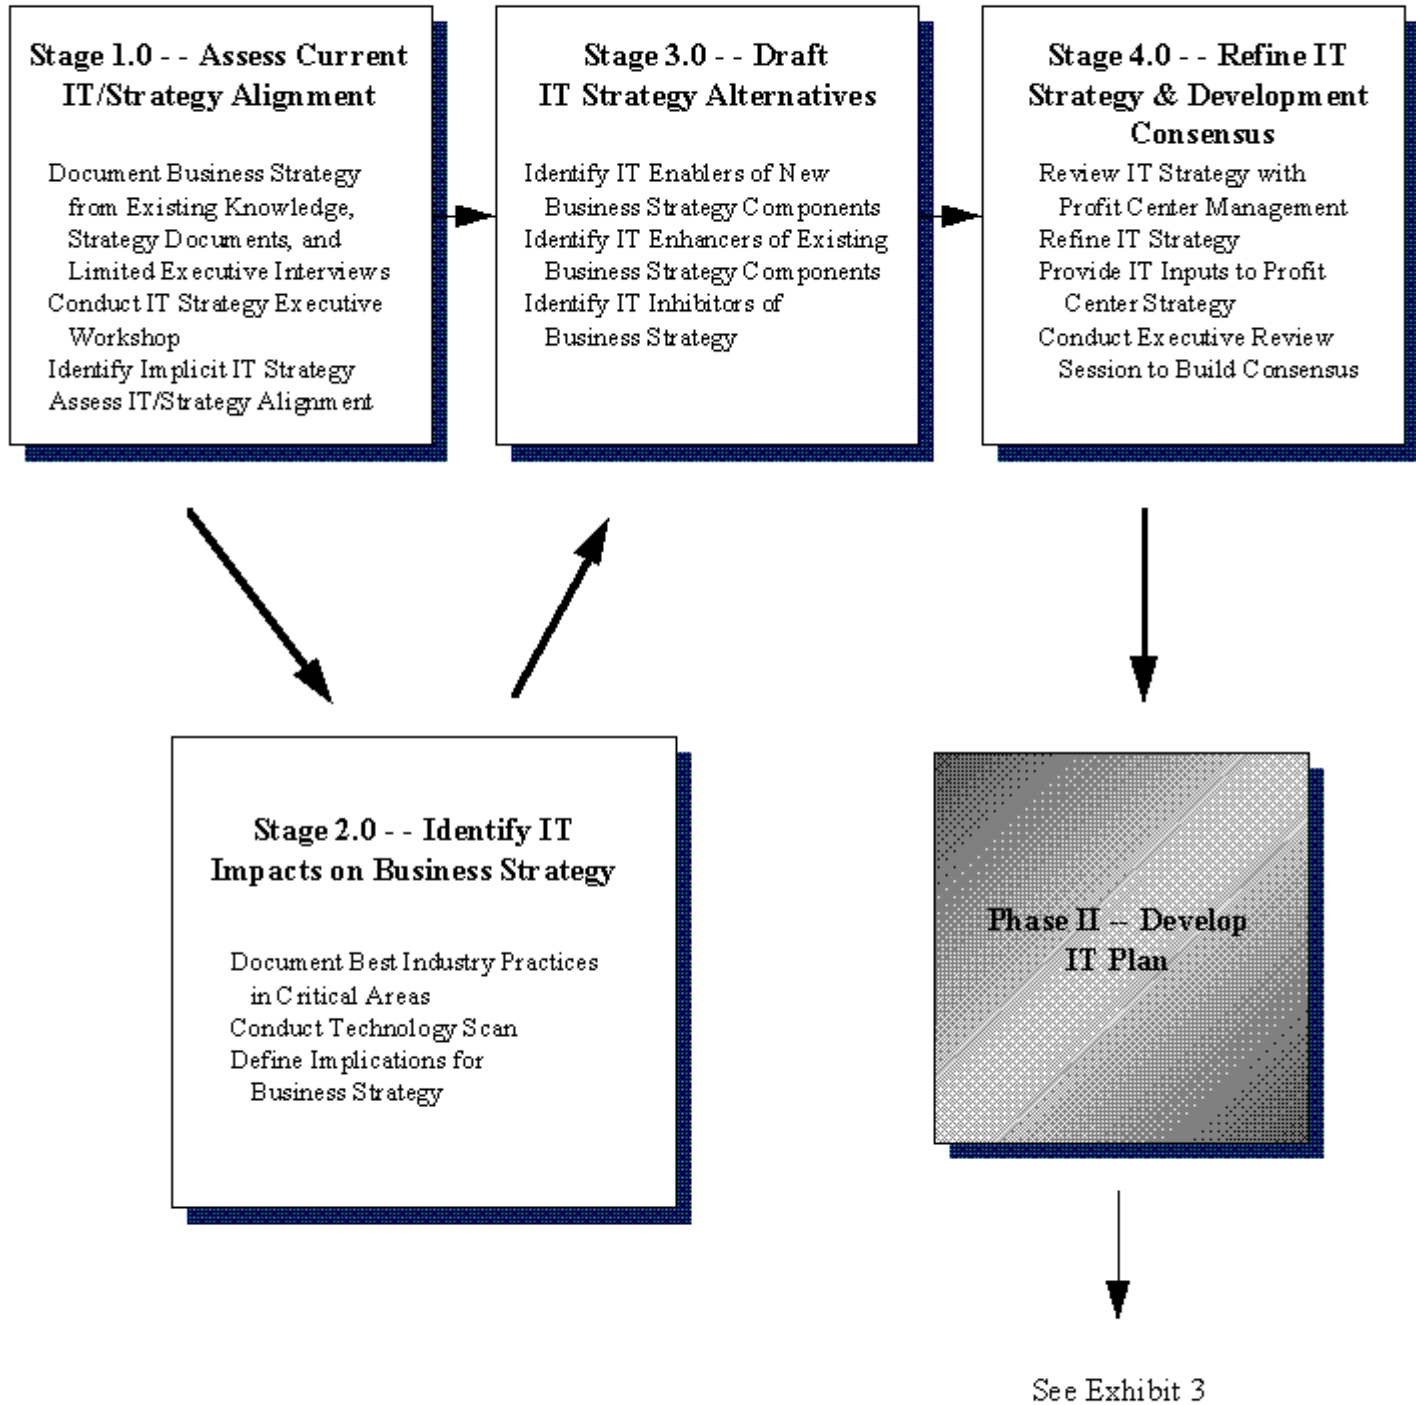 Stage 1.0 - - Assess Current
IT/Strategy Alignment
Document Business Strategy
from Existing Knowledge,
Strategy Documents, and
Limited Executive Interviews
Conduct IT Strategy Executive
Workshop
Identify Implicit IT Strategy
Assess IT/Strategy Alignment
Stage 3.0 - - Draft
IT Strategy Alternatives
Identify IT Enablers of New
Business Strategy Components
Identify IT Enhancers of Existing
Business Strategy Components
Identify IT Inhibitors of
Business Strategy
Stage 4.0 - - Refine IT
Strategy & Development
Consensus
Review IT Strategy with
Profit Center Management
Refine IT Strategy
Provide IT Inputs to Profit
Center Strategy
Conduct Executive Review
Session to Build Consensus
Stage 2.0 - - Identify IT
Impacts on Business Strategy
Document Best Industry Practices
in Critical Areas
Conduct Technology Scan
Define Implications for
Business Strategy
Phase II -- Develop
IT Plan
See Exhibit 3